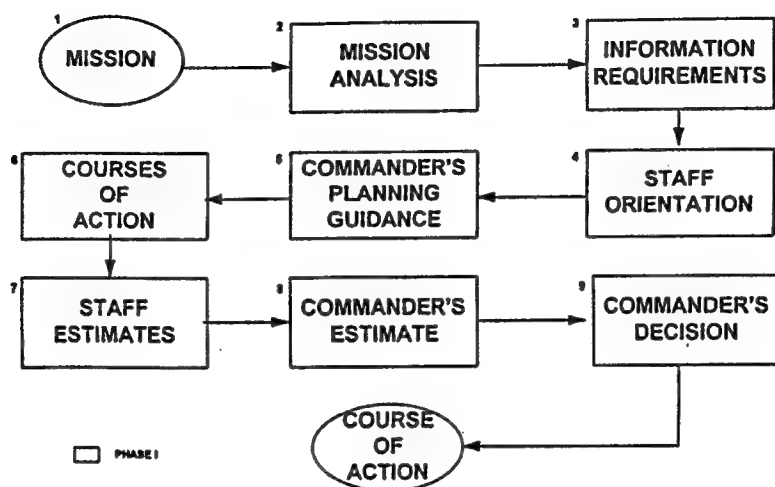 1
MISSION
2
MISSION
ANALYSIS
3
INFORMATION
REQUIREMENTS
4
STAFF
ORIENTATION
5
COMMANDER'S
PLANNING
GUIDANCE
6
COURSES
OF
ACTION
7
STAFF
ESTIMATES
8
COMMANDER'S
ESTIMATE
9
COMMANDER'S
DECISION
COURSE
OF
ACTION
PHASE I